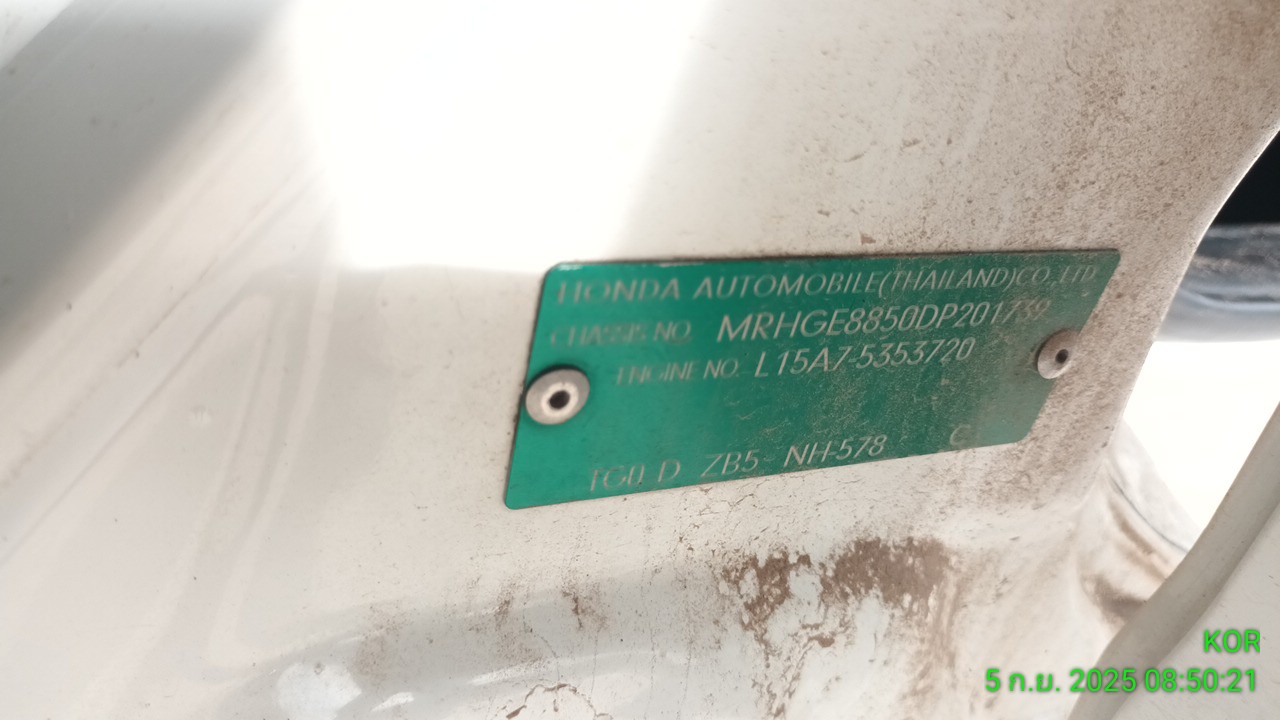 HONDA AUTOMOBILE(THAILAND)CO.,LTD.
CHASSIS NO. MRHGE8850DP201739
ENGINE NO. L15A7-5353720
ZB5 NH-578 C
KOR
5 ก.ย. 2025 08:50:21